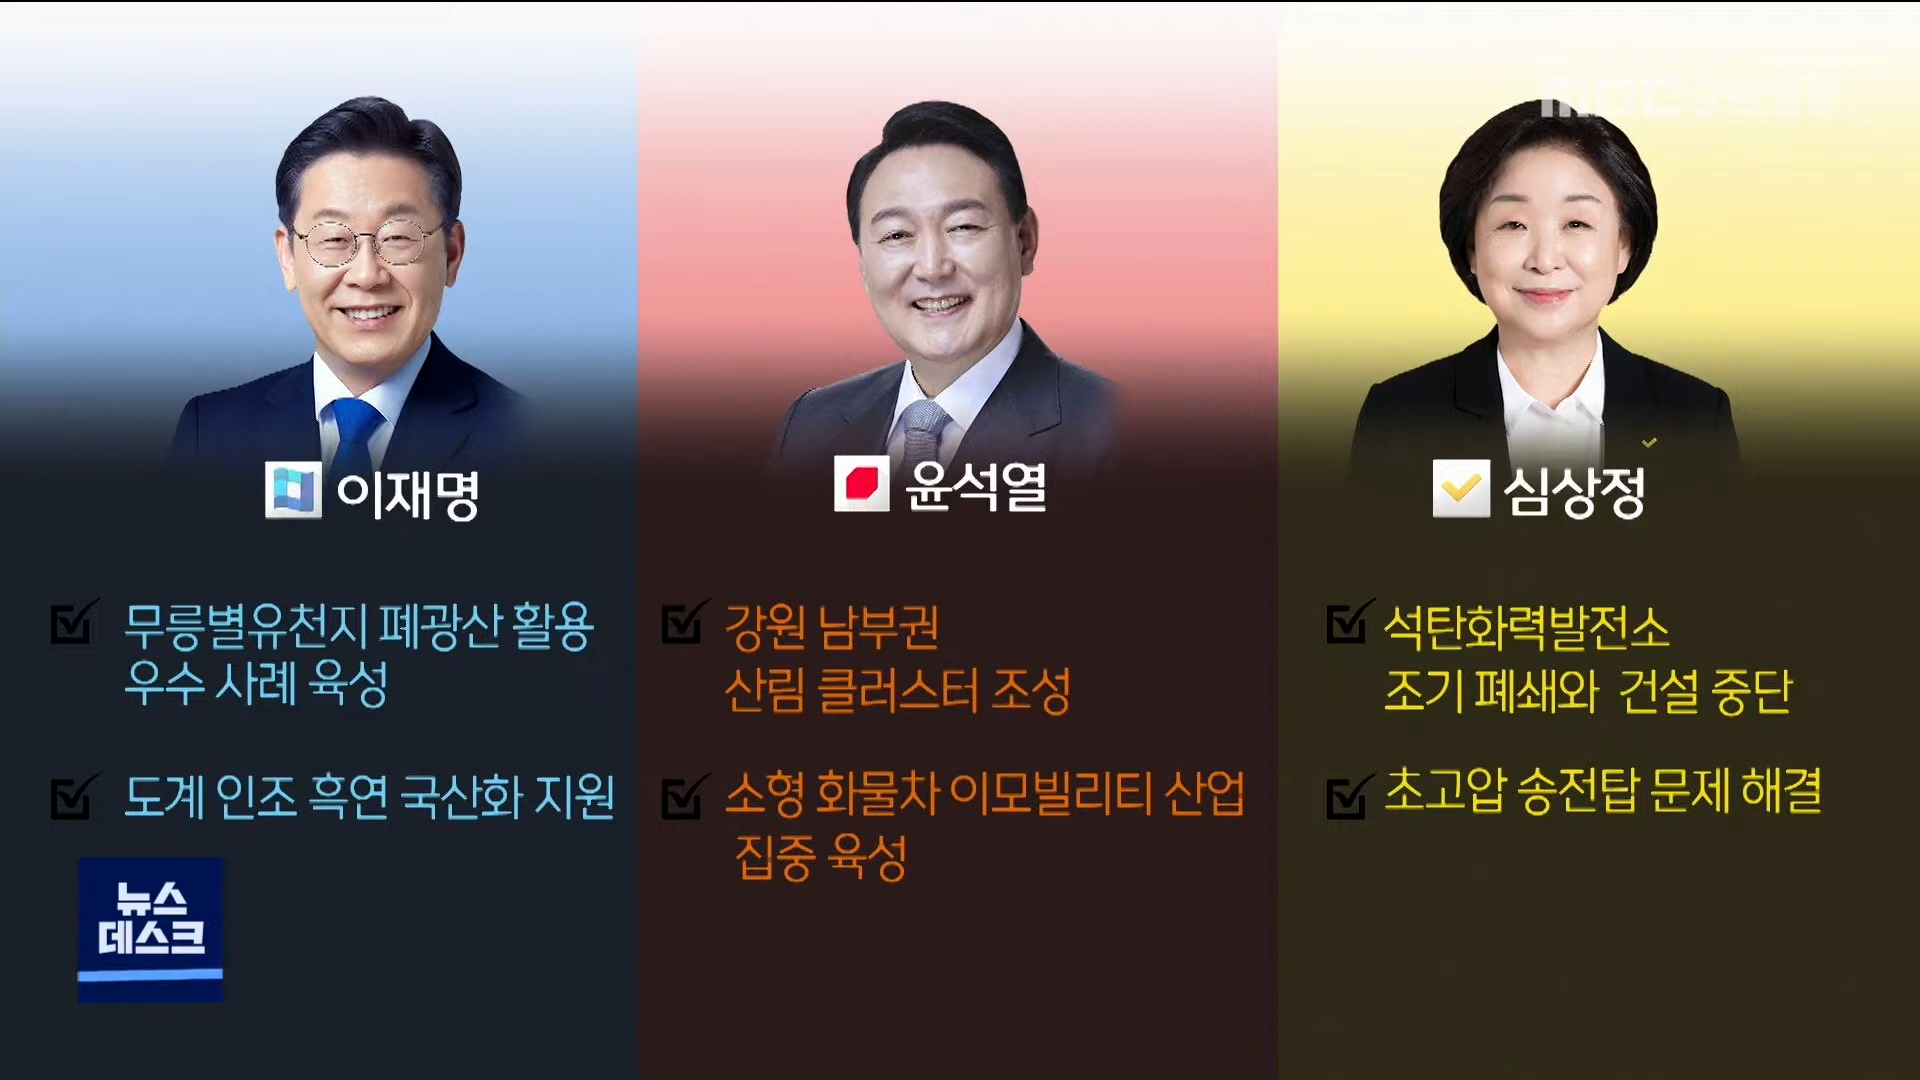 이재명
무릉별유천지 폐광산 활용
우수 사례 육성
도계 인조 흑연 국산화 지원
윤석열
강원 남부권
산림 클러스터 조성
소형 화물차 이모빌리티 산업
집중 육성
심상정
석탄화력발전소
조기 폐쇄와 건설 중단
초고압 송전탑 문제 해결
뉴스
데스크